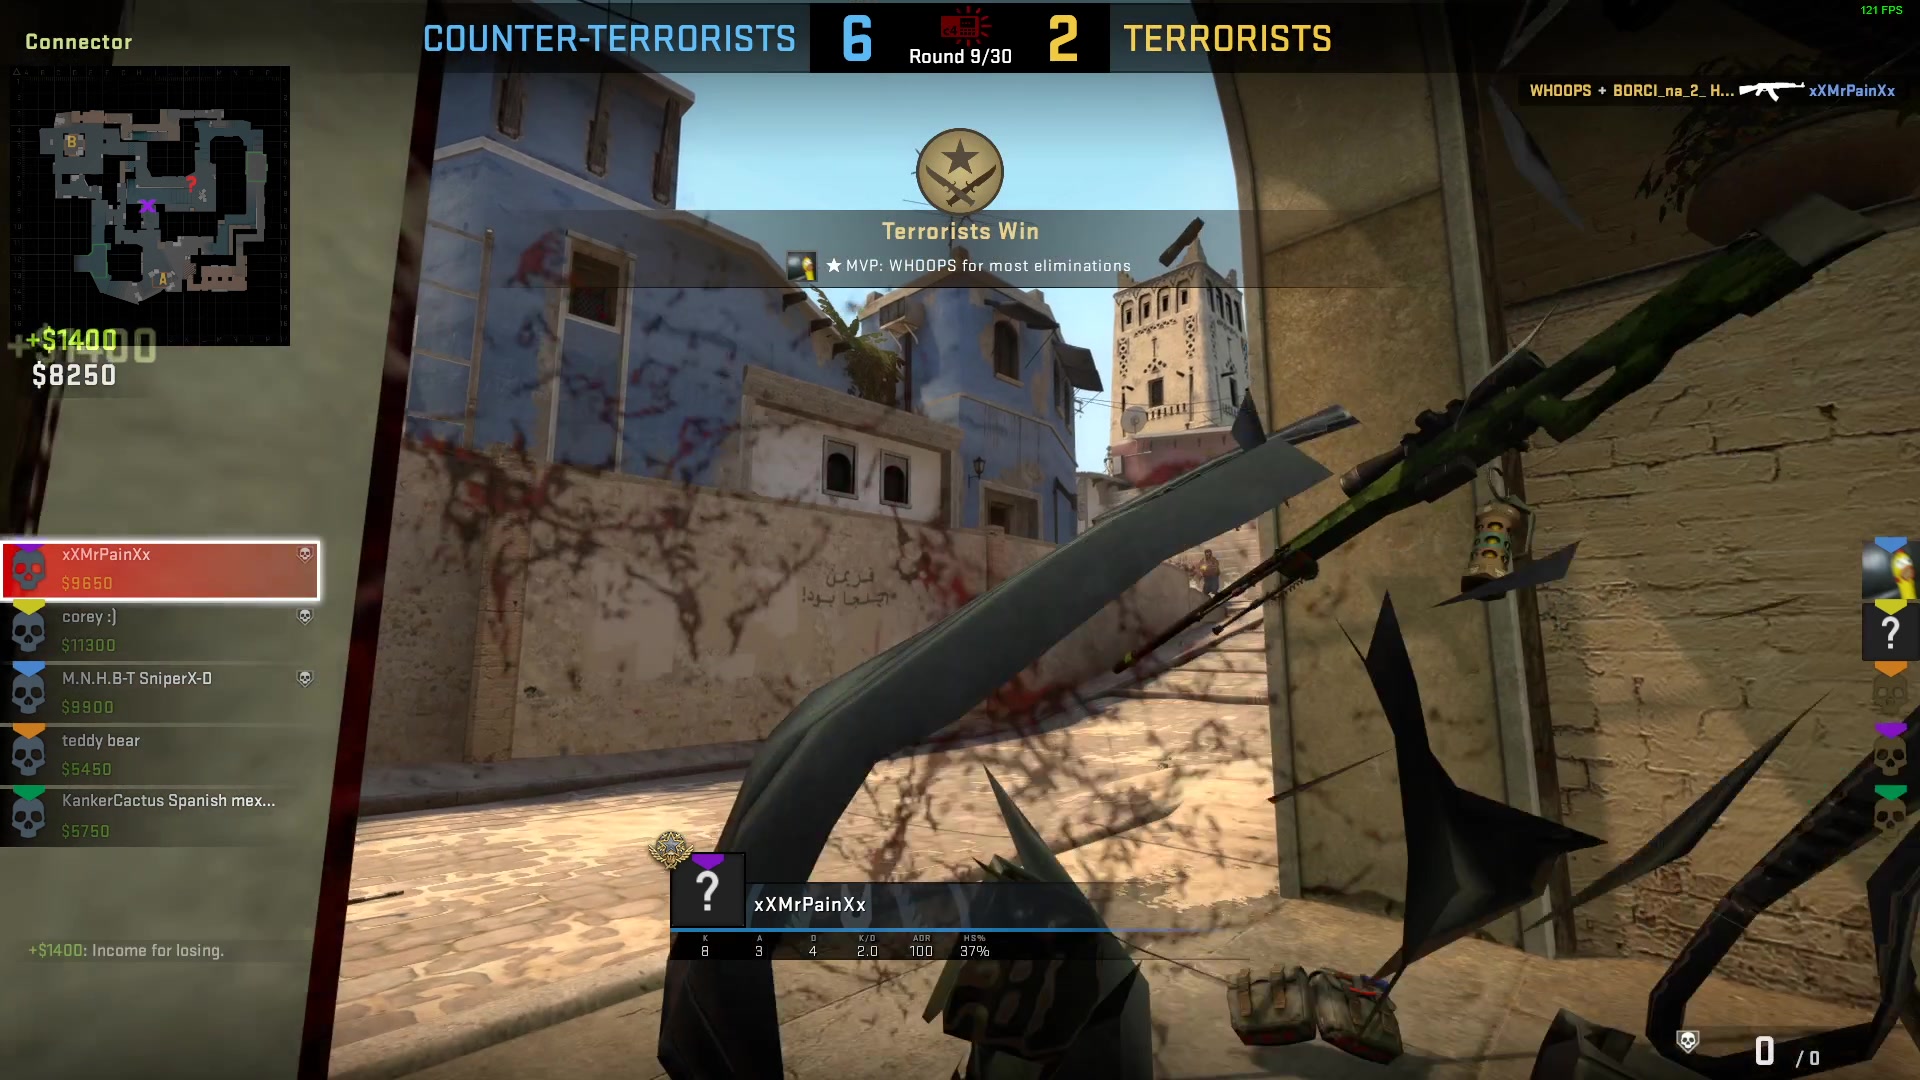 121 FPS
Connector
COUNTER-TERRORISTS
6
Round 9/30
2
TERRORISTS
WHOOPS + BORCI_na_2_ H... xXMrPainXx
B
?
A
Terrorists Win
★ MVP: WHOOPS for most eliminations
+$1400
$8250
xXMrPainXx
$9650
corey :)
$11300
M.N.H.B-T SniperX-D
$9900
teddy bear
$5450
KankerCactus Spanish mex...
$5750
?
?
xXMrPainXx
K A D K/D ADR HS%
8 3 4 2.0 100 37%
+$1400: Income for losing.
0 / 0